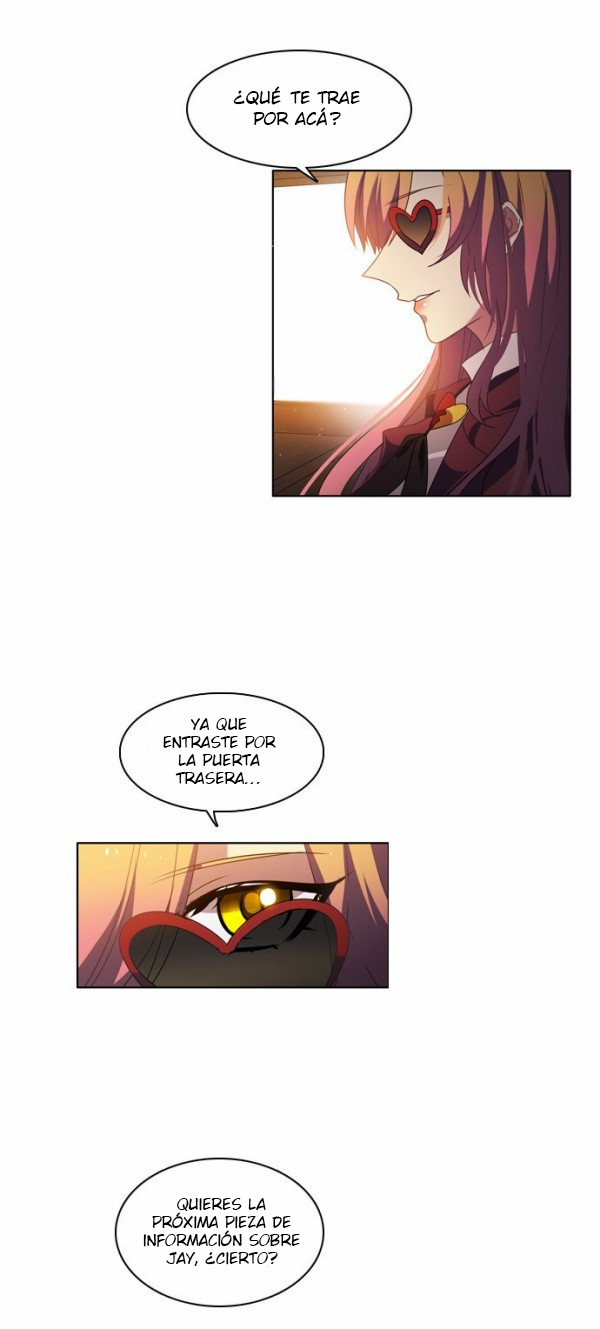 ¿QUÉ TE TRAE
POR ACÁ?
YA QUE
ENTRASTE POR
LA PUERTA
TRASERA...
QUIERES LA
PRÓXIMA PIEZA DE
INFORMACIÓN SOBRE
JAY, ¿CIERTO?